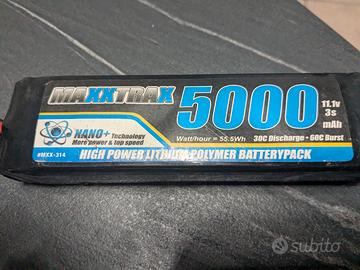 MAXXTRAX
5000
11.1v
3s
mAh
NANO+ Technology
More power & top speed
Watt/hour = 55.5Wh
30C Discharge • 60C Burst
#MXX-314
HIGH POWER LITHIUM POLYMER BATTERYPACK
subito